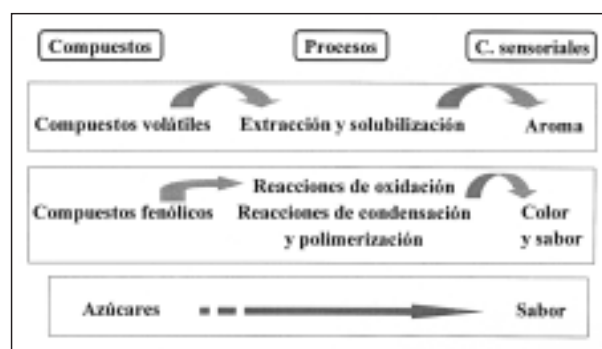 Compuestos Procesos C. sensoriales
Compuestos volátiles Extracción y solubilización Aroma
Reacciones de oxidación
Compuestos fenólicos Reacciones de condensación Color
y polimerización y sabor
Azúcares Sabor